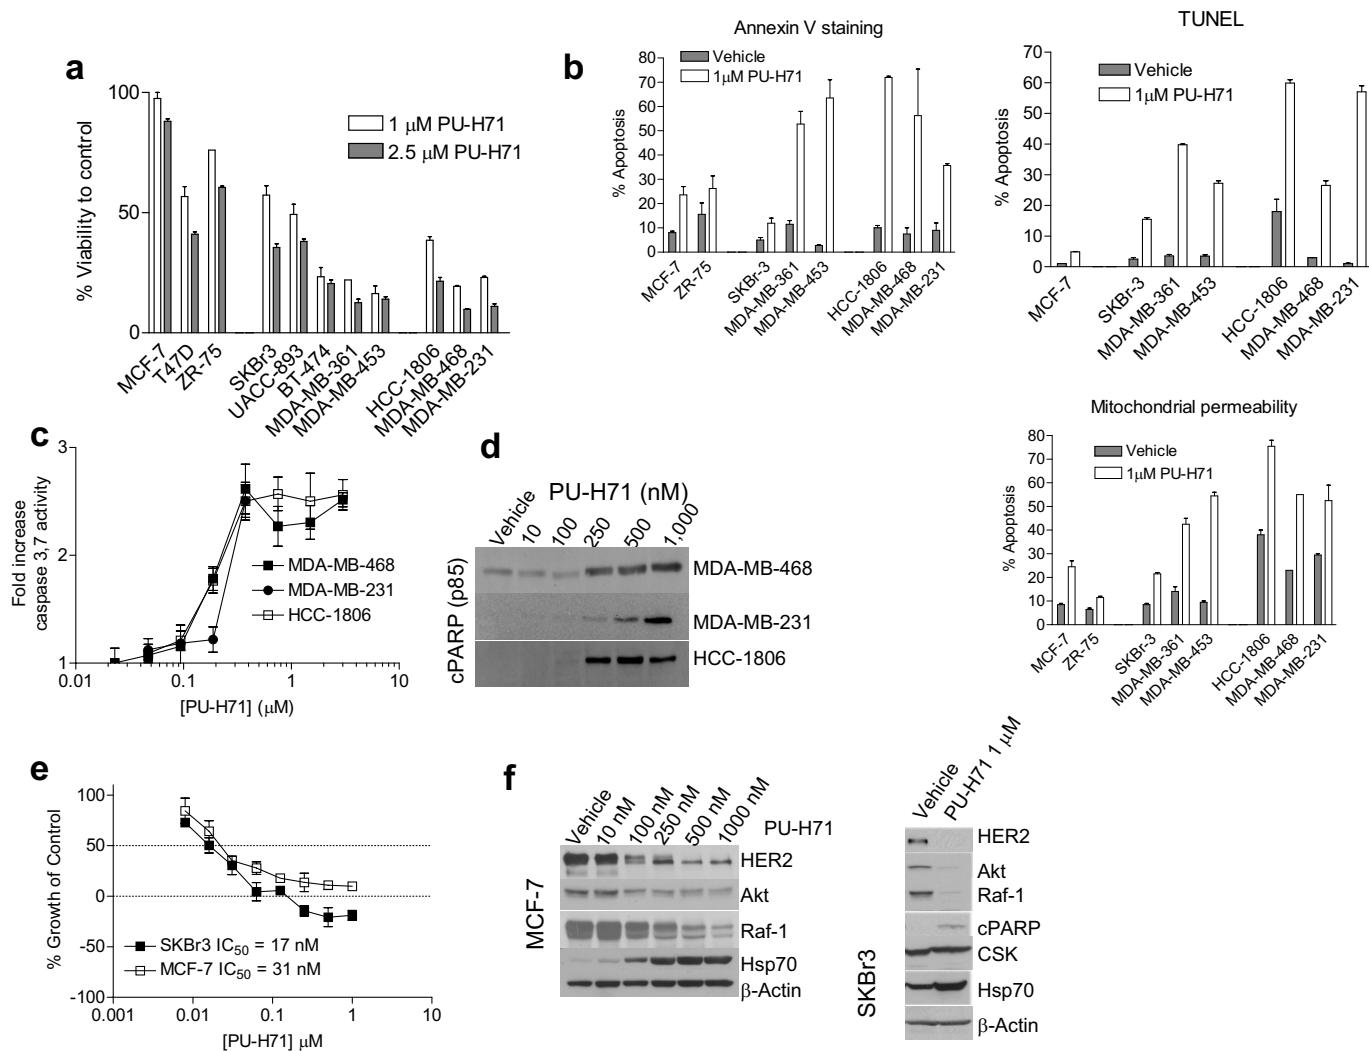 a
100
50
0
% Viability to control
1 μM PU-H71
2.5 μM PU-H71
MCF-7
T47D
ZR-75
SKBr3
UACC-893
BT-474
MDA-MB-361
MDA-MB-453
HCC-1806
MDA-MB-468
MDA-MB-231
b
Annexin V staining
Vehicle
1μM PU-H71
80
70
60
50
40
30
20
10
0
% Apoptosis
MCF-7
ZR-75
SKBr-3
MDA-MB-361
MDA-MB-453
HCC-1806
MDA-MB-468
MDA-MB-231
TUNEL
Vehicle
1μM PU-H71
70
60
50
40
30
20
10
0
% Apoptosis
MCF-7
SKBr-3
MDA-MB-361
MDA-MB-453
HCC-1806
MDA-MB-468
MDA-MB-231
Mitochondrial permeability
Vehicle
1μM PU-H71
80
70
60
50
40
30
20
10
0
% Apoptosis
MCF-7
ZR-75
SKBr-3
MDA-MB-361
MDA-MB-453
HCC-1806
MDA-MB-468
MDA-MB-231
c
3
2
1
Fold increase
caspase 3,7 activity
MDA-MB-468
MDA-MB-231
HCC-1806
0.01
0.1
1
10
[PU-H71] (μM)
d
PU-H71 (nM)
Vehicle
10
100
250
500
1,000
cPARP (p85)
MDA-MB-468
MDA-MB-231
HCC-1806
e
100
50
0
-50
-100
% Growth of Control
SKBr3 IC50 = 17 nM
MCF-7 IC50 = 31 nM
0.001
0.01
0.1
1
10
[PU-H71] μM
f
Vehicle
10 nM
100 nM
250 nM
500 nM
1000 nM
PU-H71
MCF-7
HER2
Akt
Raf-1
Hsp70
β-Actin
Vehicle
PU-H71 1 μM
SKBr3
HER2
Akt
Raf-1
cPARP
CSK
Hsp70
β-Actin